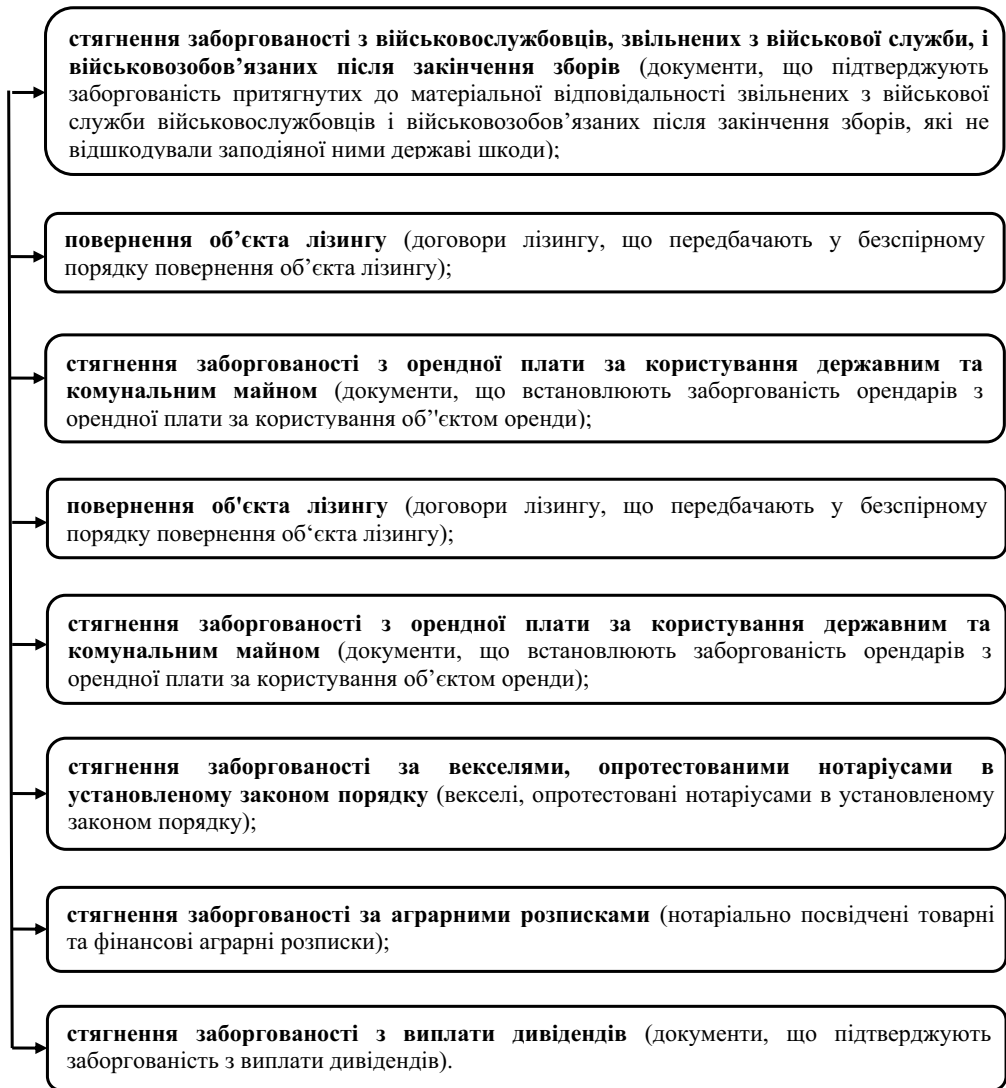 стягнення заборгованості з військовослужбовців, звільнених з військової служби, і
військовозобов’язаних після закінчення зборів (документи, що підтверджують
заборгованість притягнутих до матеріальної відповідальності звільнених з військової
служби військовослужбовців і військовозобов’язаних після закінчення зборів, які не
відшкодували заподіяної ними державі шкоди);
повернення об’єкта лізингу (договори лізингу, що передбачають у безспірному
порядку повернення об’єкта лізингу);
стягнення заборгованості з орендної плати за користування державним та
комунальним майном (документи, що встановлюють заборгованість орендарів з
орендної плати за користування об’'єктом оренди);
повернення об'єкта лізингу (договори лізингу, що передбачають у безспірному
порядку повернення об‘єкта лізингу);
стягнення заборгованості з орендної плати за користування державним та
комунальним майном (документи, що встановлюють заборгованість орендарів з
орендної плати за користування об’єктом оренди);
стягнення заборгованості за векселями, опротестованими нотаріусами в
установленому законом порядку (векселі, опротестовані нотаріусами в установленому
законом порядку);
стягнення заборгованості за аграрними розписками (нотаріально посвідчені товарні
та фінансові аграрні розписки);
стягнення заборгованості з виплати дивідендів (документи, що підтверджують
заборгованість з виплати дивідендів).